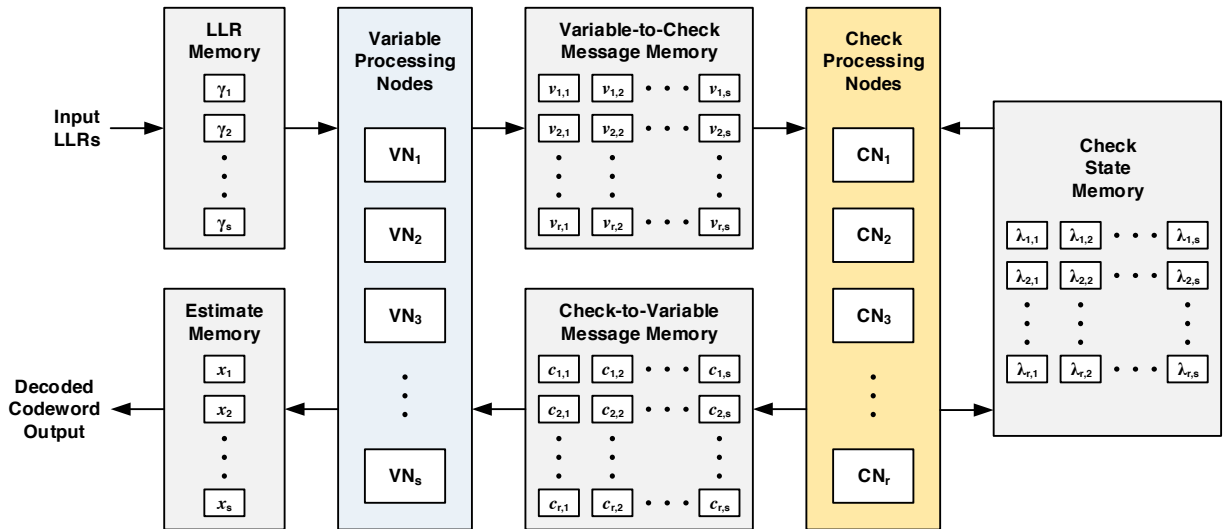 Input
LLRs
LLR
Memory
γ1
γ2
γs
Variable
Processing
Nodes
VN1
VN2
VN3
VNs
Variable-to-Check
Message Memory
v1,1 v1,2 • • • v1,s
v2,1 v2,2 • • • v2,s
vr,1 vr,2 • • • vr,s
Check
Processing
Nodes
CN1
CN2
CN3
CNr
Check
State
Memory
λ1,1 λ1,2 • • • λ1,s
λ2,1 λ2,2 • • • λ2,s
λr,1 λr,2 • • • λr,s
Check-to-Variable
Message Memory
c1,1 c1,2 • • • c1,s
c2,1 c2,2 • • • c2,s
cr,1 cr,2 • • • cr,s
Estimate
Memory
x1
x2
xs
Decoded
Codeword
Output